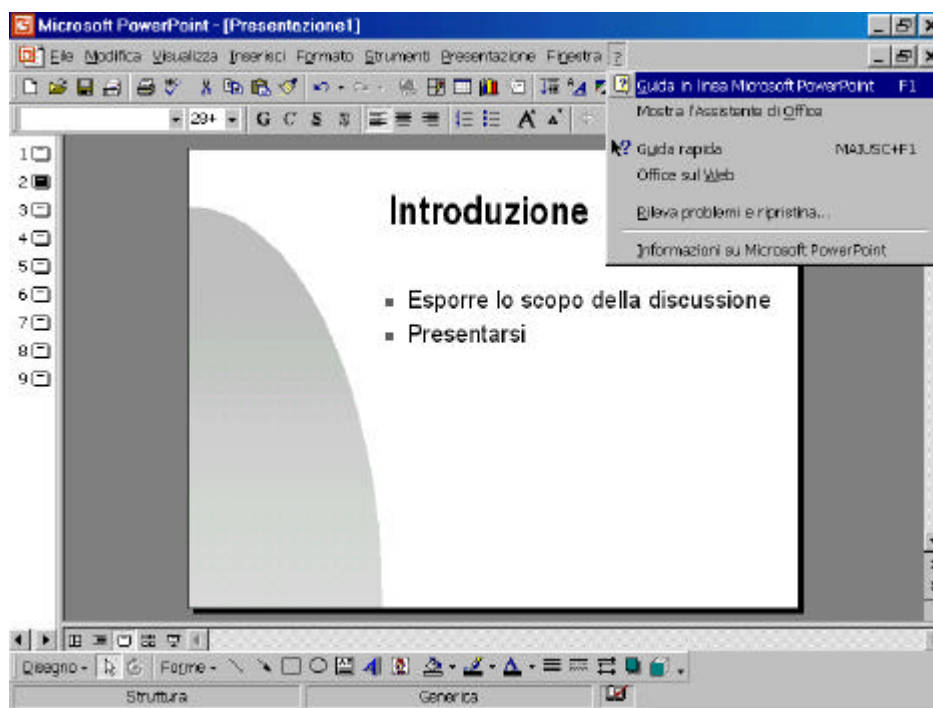 Microsoft PowerPoint - [Presentazione1]
File Modifica Visualizza Inserisci Formato Strumenti Presentazione Finestra ?
Guida in linea Microsoft PowerPoint F1
Mostra l'Assistente di Office
Guida rapida MAIUSC+F1
Office sul Web
Rileva problemi e ripristina...
Informazioni su Microsoft PowerPoint
29+ G C S S
1
2
3
4
5
6
7
8
9
Introduzione
Esporre lo scopo della discussione
Presentarsi
Disegno Forme
Struttura Generica